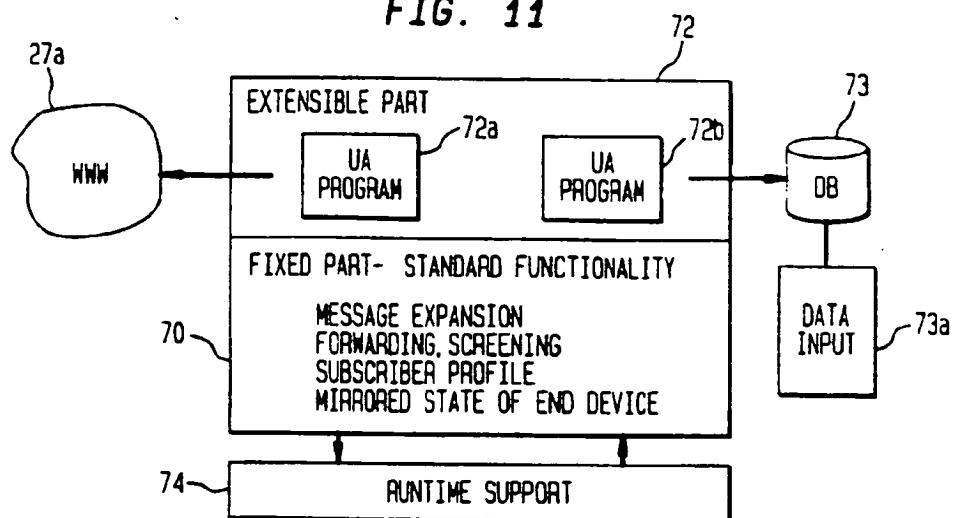 FIG. 11
27a
72
EXTENSIBLE PART
72a
72b
73
WWW
UA
PROGRAM
UA
PROGRAM
DB
FIXED PART- STANDARD FUNCTIONALITY
70
MESSAGE EXPANSION
FORWARDING, SCREENING
SUBSCRIBER PROFILE
MIRRORED STATE OF END DEVICE
DATA
INPUT
73a
74
RUNTIME SUPPORT